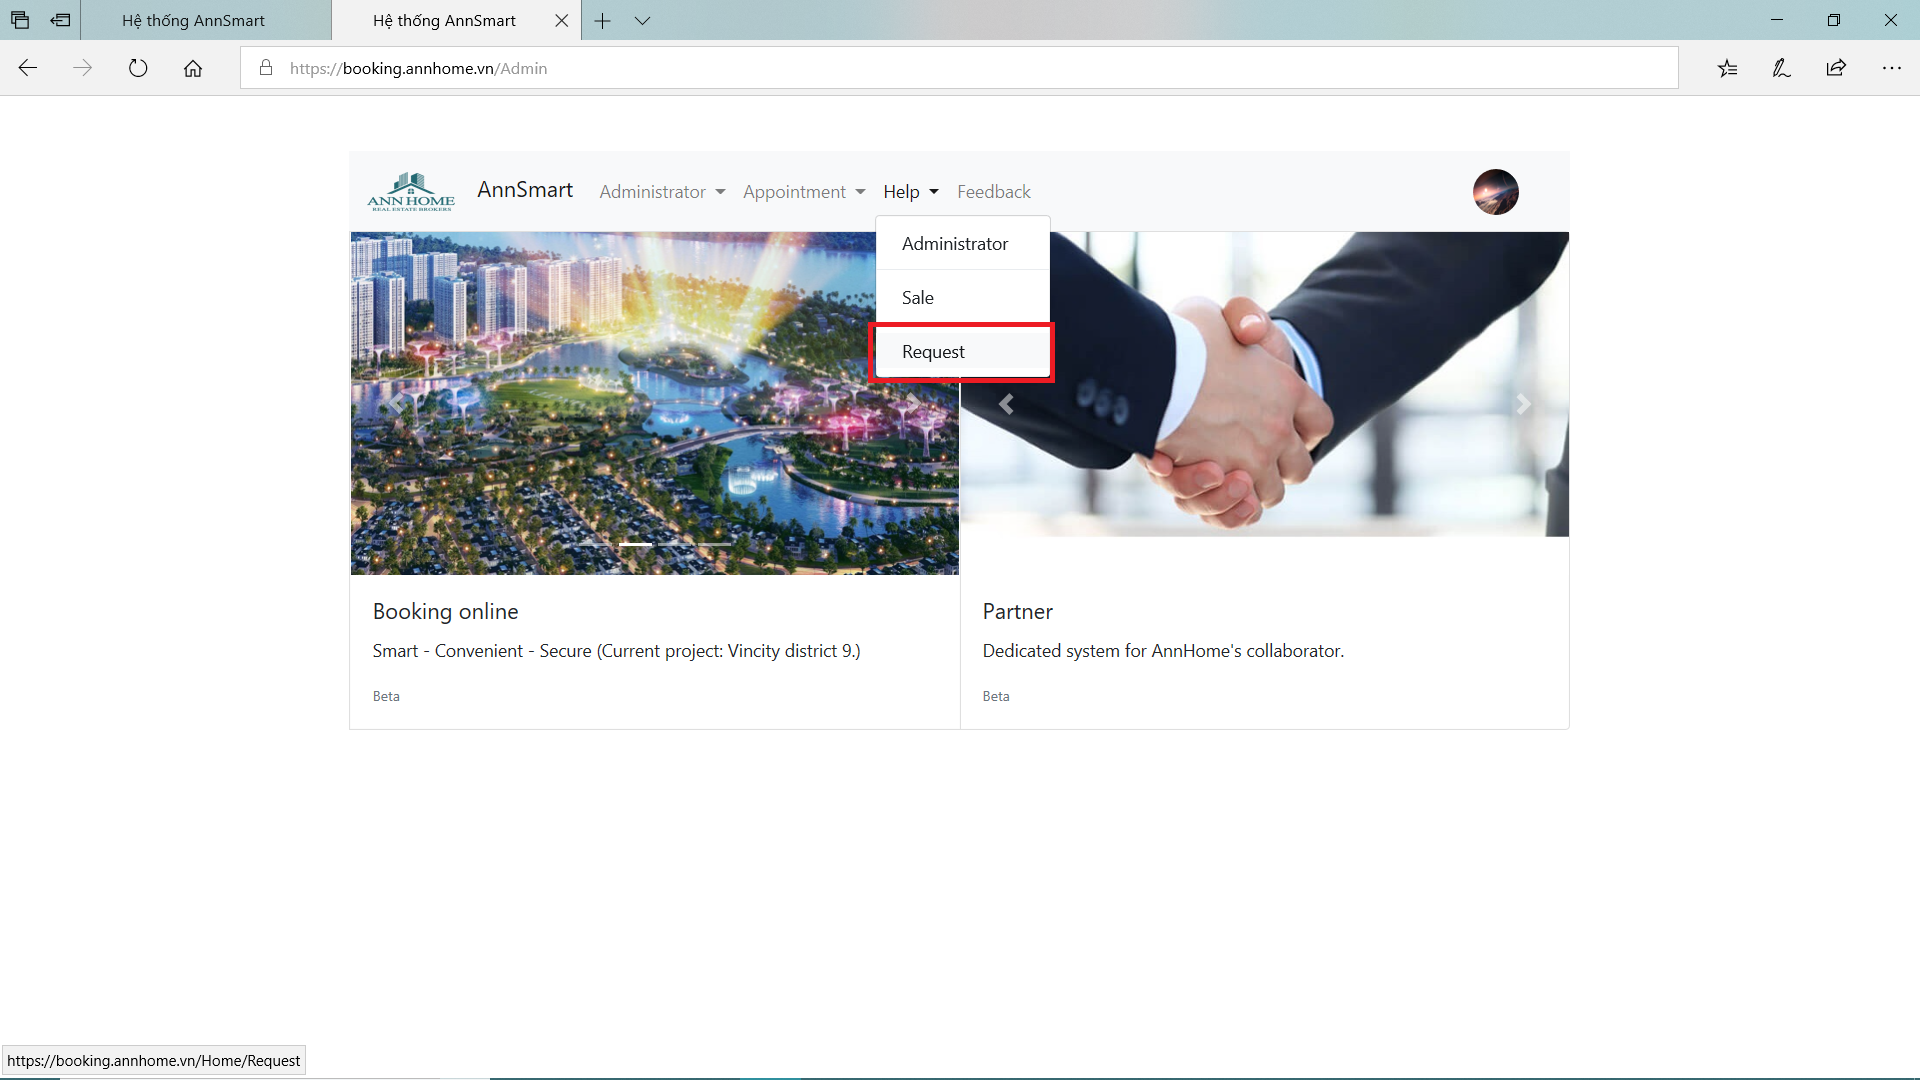 Hệ thống AnnSmart
Hệ thống AnnSmart
https://booking.annhome.vn/Admin
ANN HOME
REAL ESTATE BROKERS
AnnSmart
Administrator
Appointment
Help
Feedback
Administrator
Sale
Request
Booking online
Smart - Convenient - Secure (Current project: Vincity district 9.)
Beta
Partner
Dedicated system for AnnHome's collaborator.
Beta
https://booking.annhome.vn/Home/Request